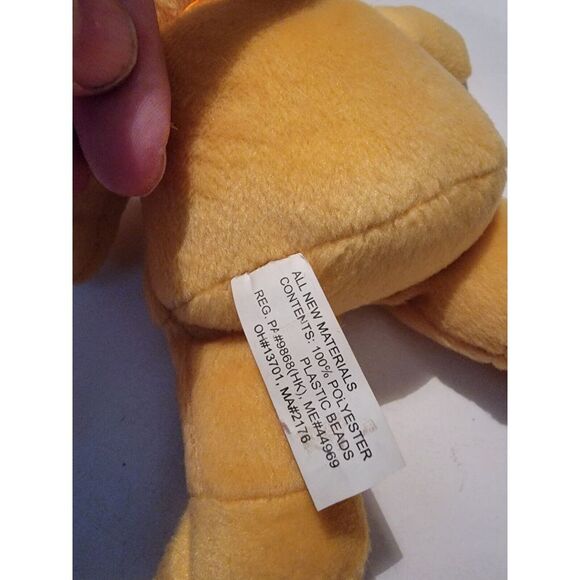 ALL NEW MATERIALS
CONTENTS: 100% POLYESTER
PLASTIC BEADS
REG. PA#9868(HK), ME#44969
OH#13701, MA#2176